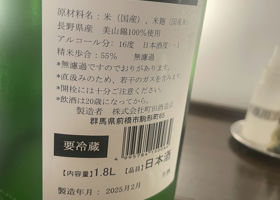 原材料名：米（国産）、米麹（国産米）
長野県産 美山錦100％使用
アルコール分：16度 日本酒度：
精米歩合：55％ 無濾過
＊無濾過ですのでおりがあります。
＊直汲みのため、若干のガスを含みます。
＊開栓には十分ご注意ください。
＊飲酒は20歳になってから。
製造者 株式会社町田酒造店
群馬県前橋市駒形町65
要冷蔵
【内容量】1.8L 【品目】日本酒
製造年月：2025年2月